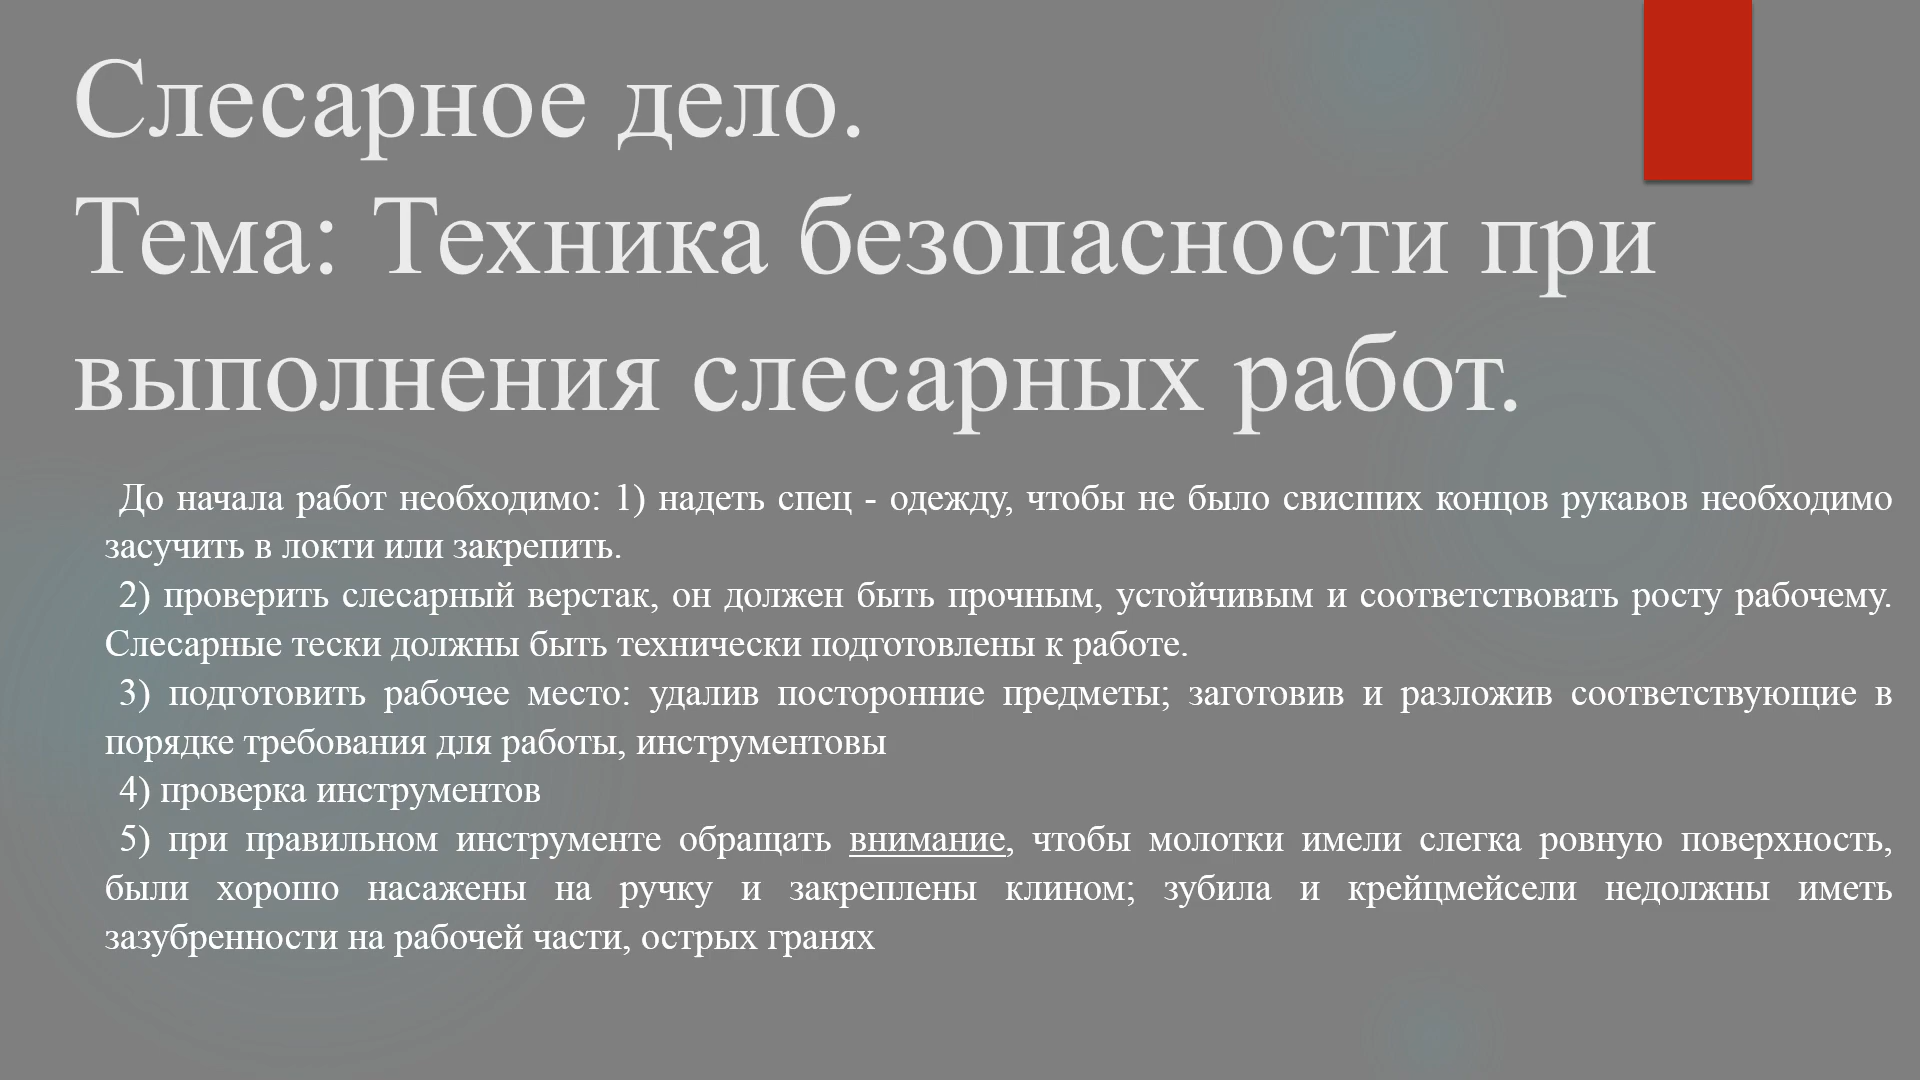 Слесарное дело.
Тема: Техника безопасности при
выполнения слесарных работ.
До начала работ необходимо: 1) надеть спец - одежду, чтобы не было свисших концов рукавов необходимо
засучить в локти или закрепить.
2) проверить слесарный верстак, он должен быть прочным, устойчивым и соответствовать росту рабочему.
Слесарные тески должны быть технически подготовлены к работе.
3) подготовить рабочее место: удалив посторонние предметы; заготовив и разложив соответствующие в
порядке требования для работы, инструментовы
4) проверка инструментов
5) при правильном инструменте обращать внимание, чтобы молотки имели слегка ровную поверхность,
были хорошо насажены на ручку и закреплены клином; зубила и крейцмейсели недолжны иметь
зазубренности на рабочей части, острых гранях